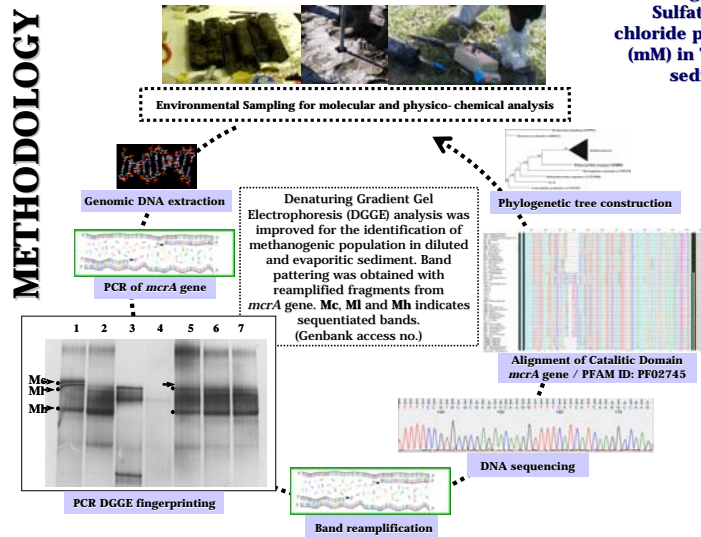 METHODOLOGY
Sulfat
chloride p
(mM) in
sedi
Environmental Sampling for molecular and physico- chemical analysis
Genomic DNA extraction
PCR of mcrA gene
Denaturing Gradient Gel
Electrophoresis (DGGE) analysis was
improved for the identification of
methanogenic population in diluted
and evaporitic sediment. Band
pattering was obtained with
reamplified fragments from
mcrA gene. Mc, Ml and Mh indicates
sequentiated bands.
(Genbank access no.)
Phylogenetic tree construction
Alignment of Catalitic Domain
mcrA gene / PFAM ID: PF02745
1 2 3 4 5 6 7
Mc
Ml
Mh
PCR DGGE fingerprinting
DNA sequencing
Band reamplification